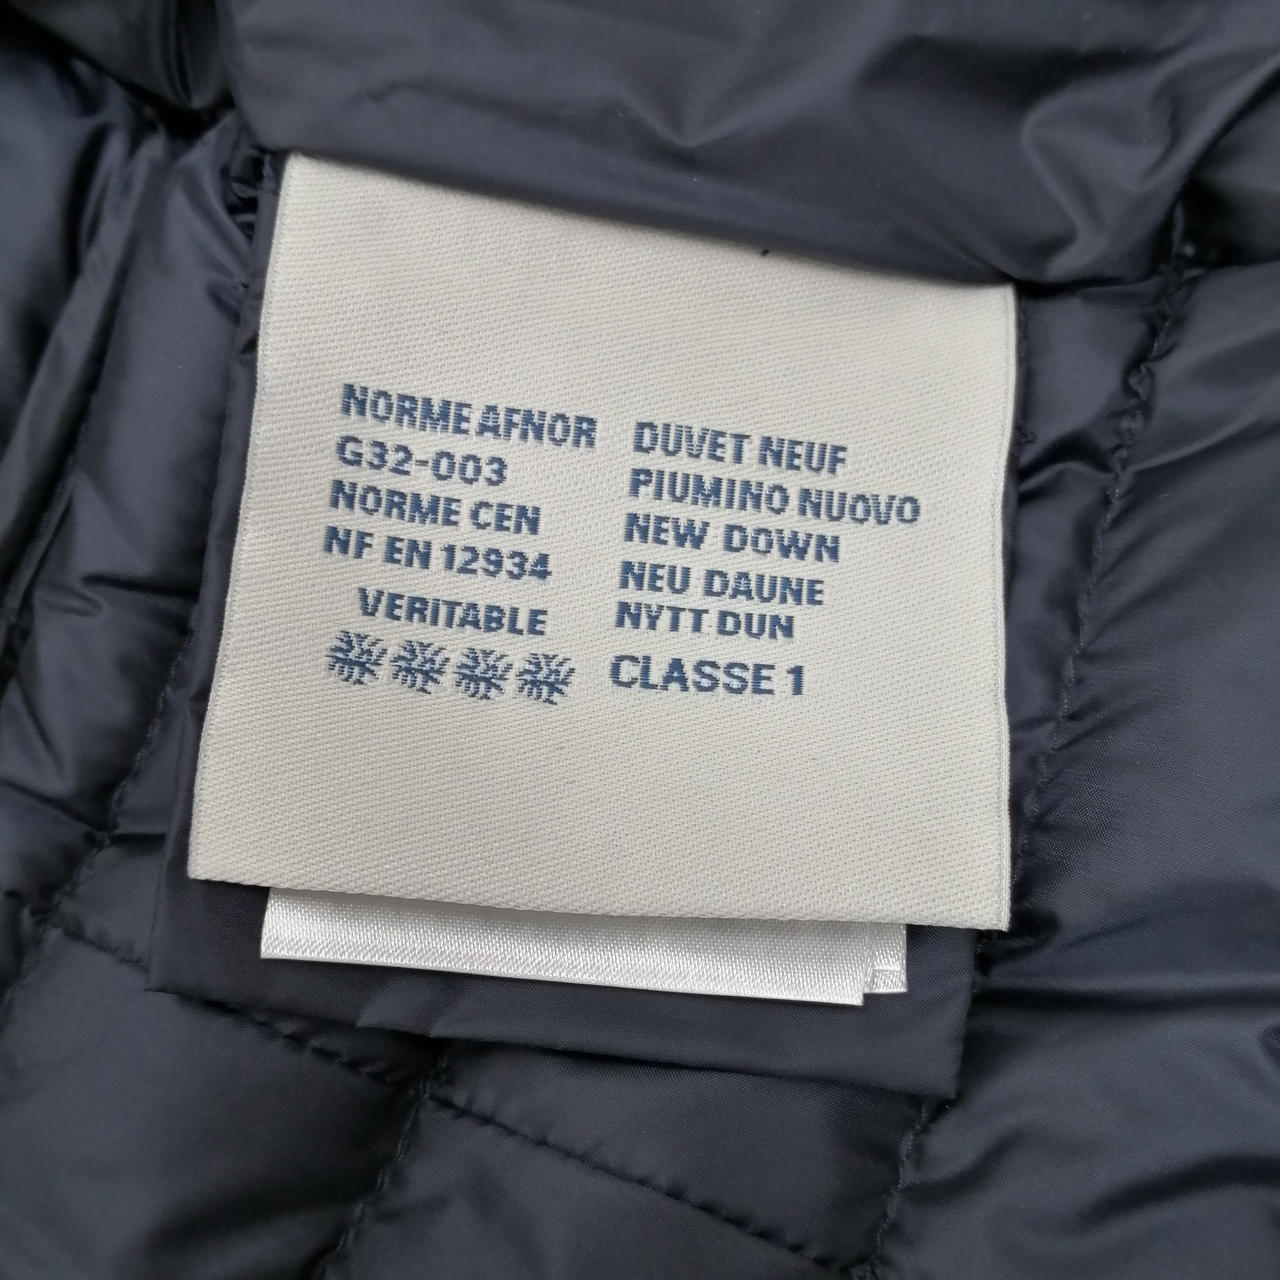 NORME AFNOR
G32-003
NORME CEN
NF EN 12934
VERITABLE
DUVET NEUF
PIUMINO NUOVO
NEW DOWN
NEU DAUNE
NYTT DUN
CLASSE 1